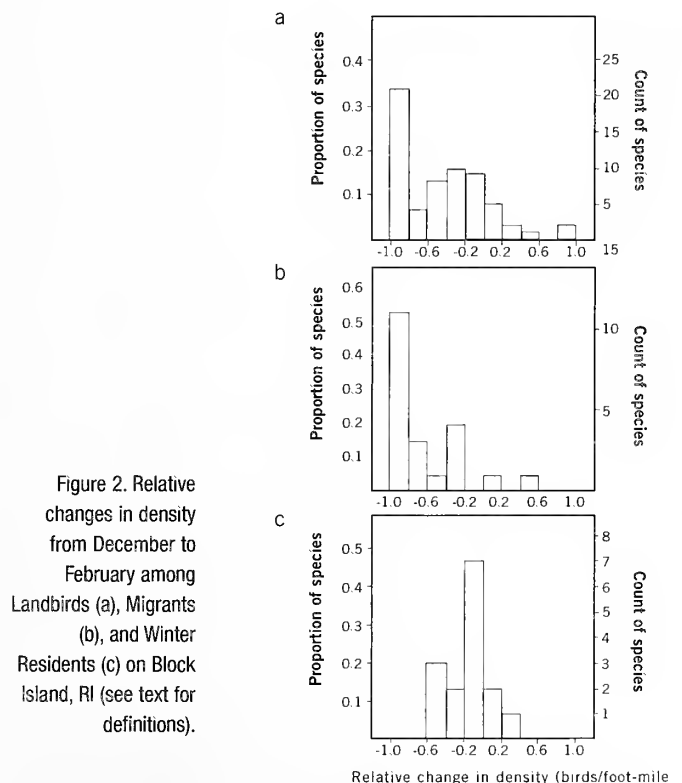 a
Proportion of species
0.4
0.3
0.2
0.1
25
20
15
10
5
Count of species
-1.0 -0.6 -0.2 0.2 0.6 1.0
15
b
Proportion of species
0.6
0.5
0.4
0.3
0.2
0.1
10
5
Count of species
-1.0 -0.6 -0.2 0.2 0.6 1.0
c
Proportion of species
0.5
0.4
0.3
0.2
0.1
8
7
6
5
4
3
2
1
Count of species
-1.0 -0.6 -0.2 0.2 0.6 1.0
Relative change in density (birds/foot-mile
Figure 2. Relative
changes in density
from December to
February among
Landbirds (a), Migrants
(b), and Winter
Residents (c) on Block
Island, RI (see text for
definitions).